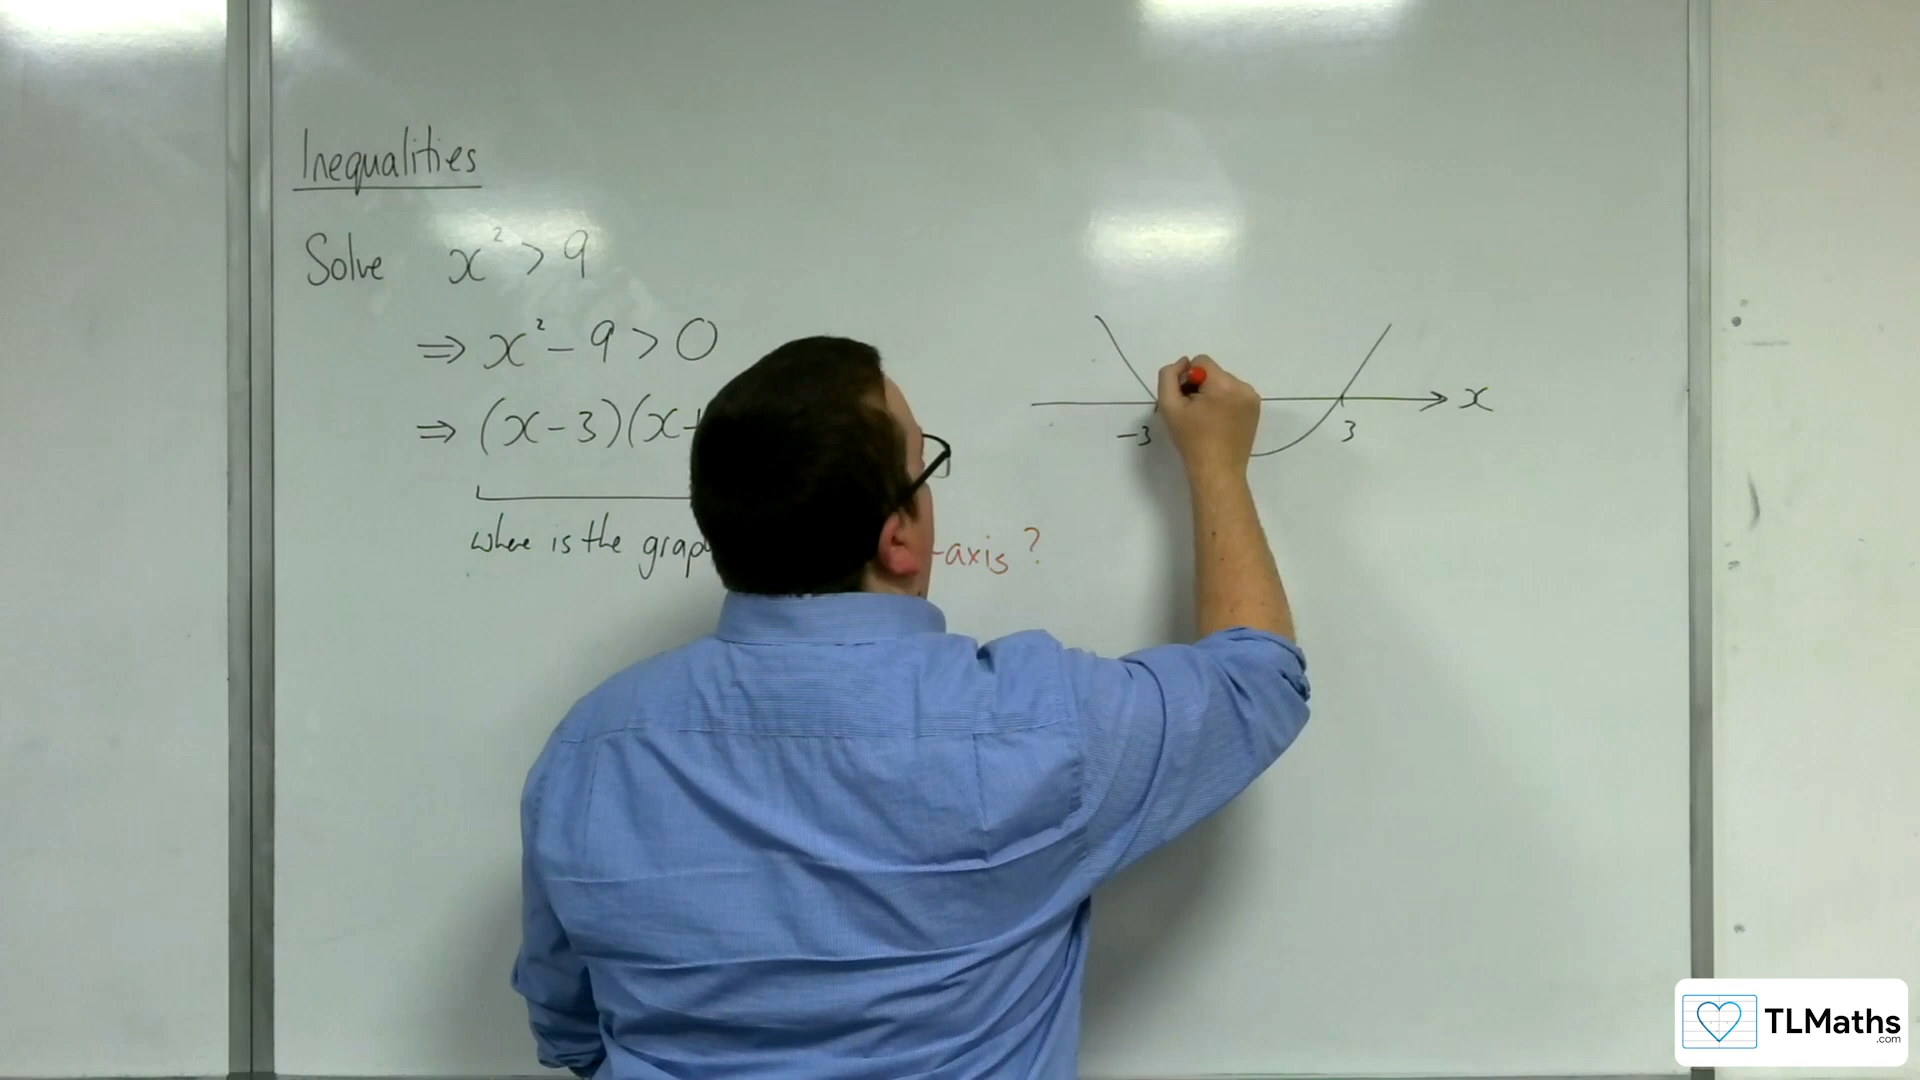 Inequalities
Solve x² > 9
⇒ x² - 9 > 0
⇒ (x - 3)(x +
where is the grap
-axis ?
-3
3
x
TLMaths
.com